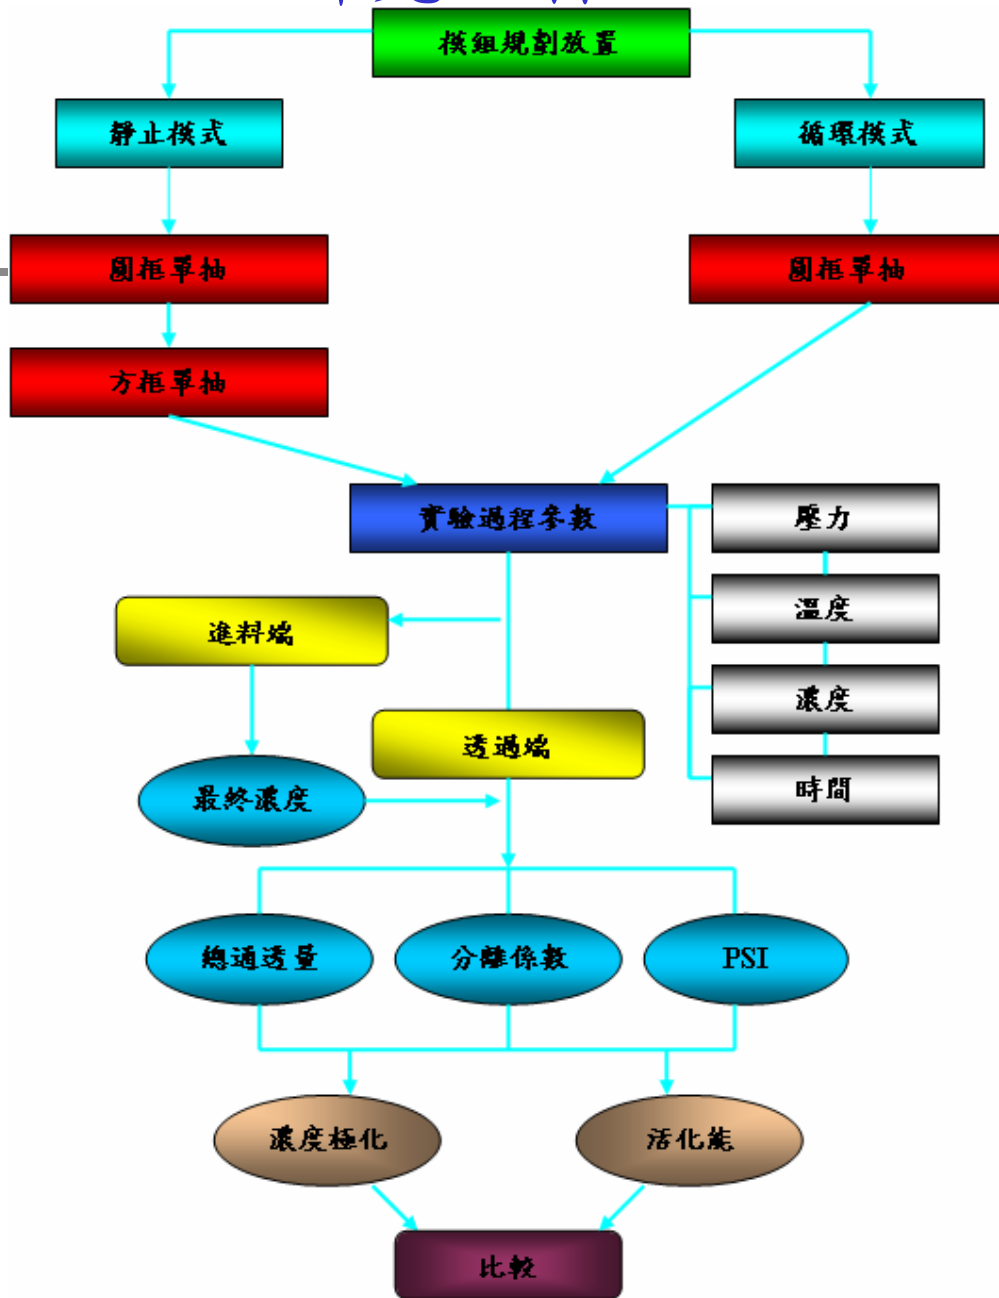 模組規劃放置
靜止模式
循環模式
圓柜單抽
圓柜單抽
方柜單抽
實驗過程參數
壓力
溫度
進料端
濃度
透過端
最終濃度
時間
總通透量
分離係數
PSI
濃度極化
活化能
比較